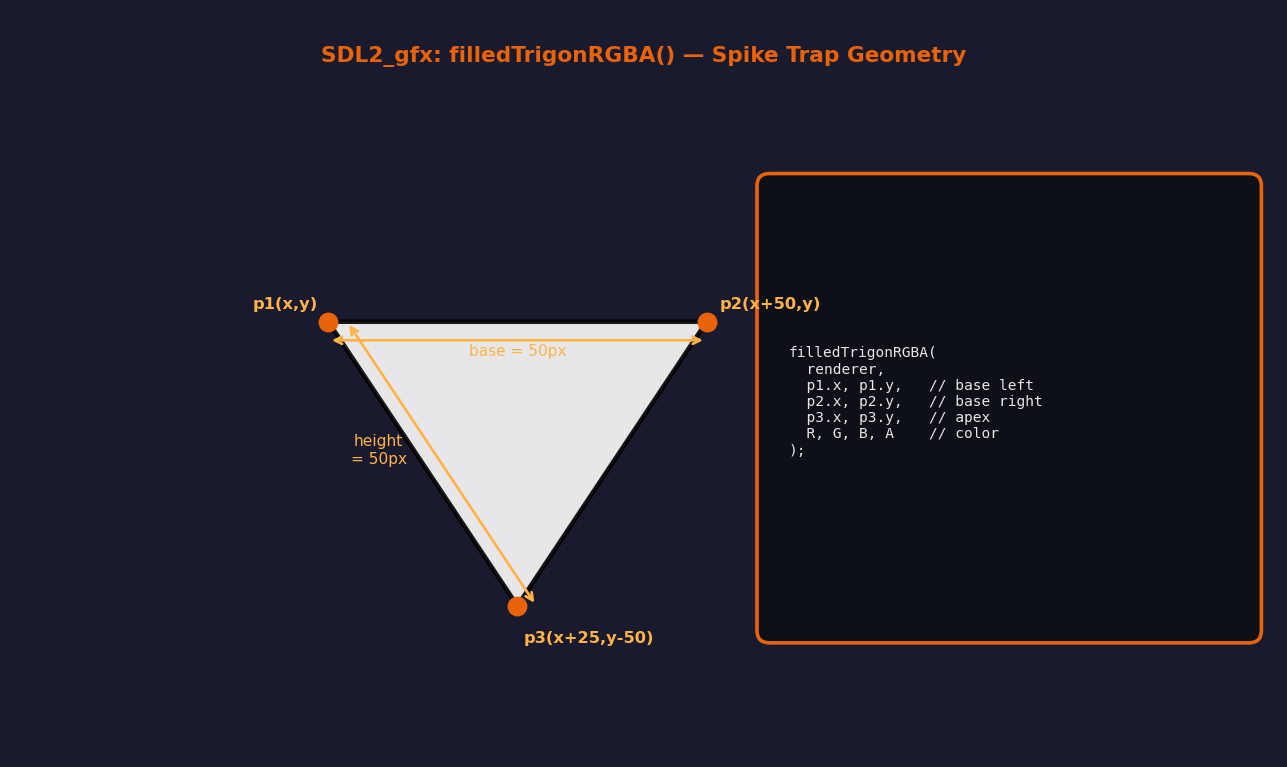 SDL2_gfx: filledTrigonRGBA() — Spike Trap Geometry
p1(x,y)
p2(x+50,y)
base = 50px
height
= 50px
p3(x+25,y-50)
filledTrigonRGBA(
  renderer,
  p1.x, p1.y,   // base left
  p2.x, p2.y,   // base right
  p3.x, p3.y,   // apex
  R, G, B, A    // color
);